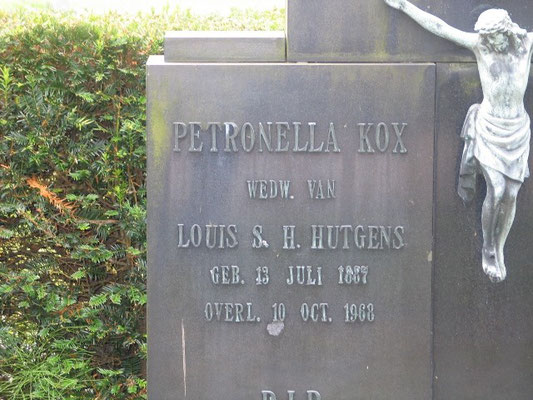 PETRONELLA KOX
WEDW. VAN
LOUIS S. H. HUTGENS
GEB. 13 JULI 1887
OVERL. 10 OCT. 1968
R.I.P.